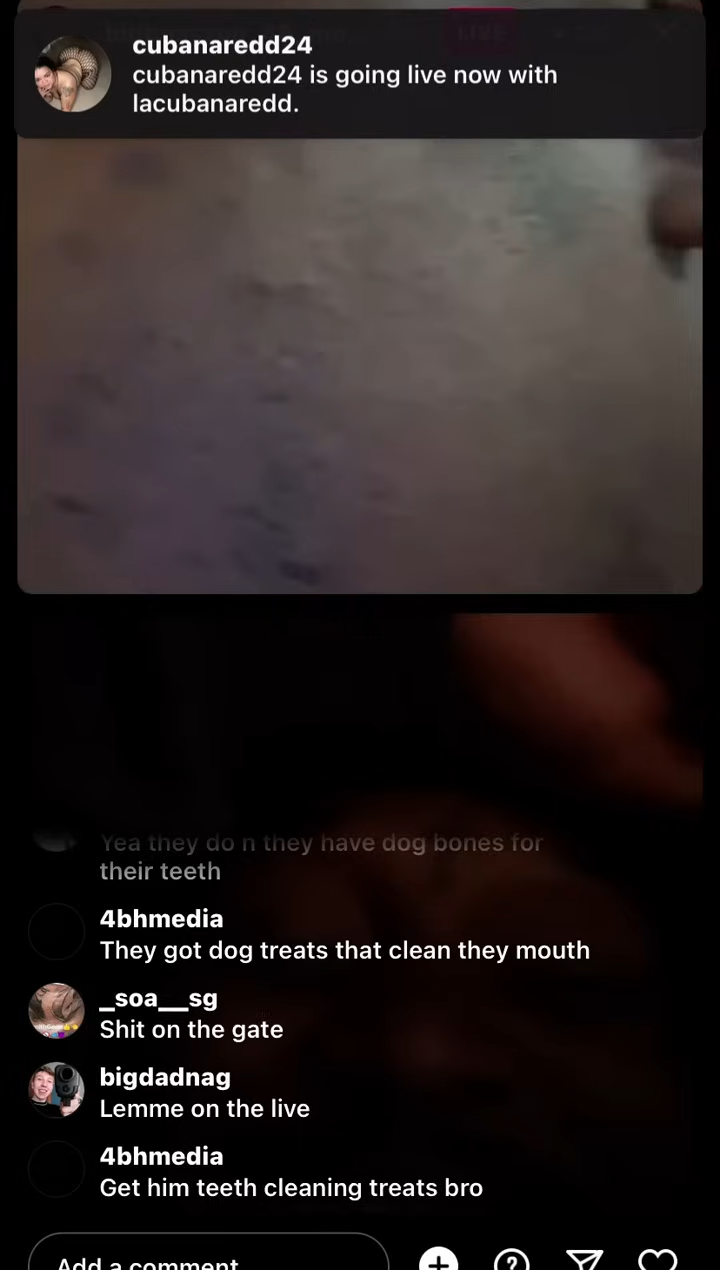 cubanaredd24
cubanaredd24 is going live now with
lacubanaredd.
LIVE
Yea they do n they have dog bones for
their teeth
4bhmedia
They got dog treats that clean they mouth
_soa__sg
Shit on the gate
bigdadnag
Lemme on the live
4bhmedia
Get him teeth cleaning treats bro
Add a comment